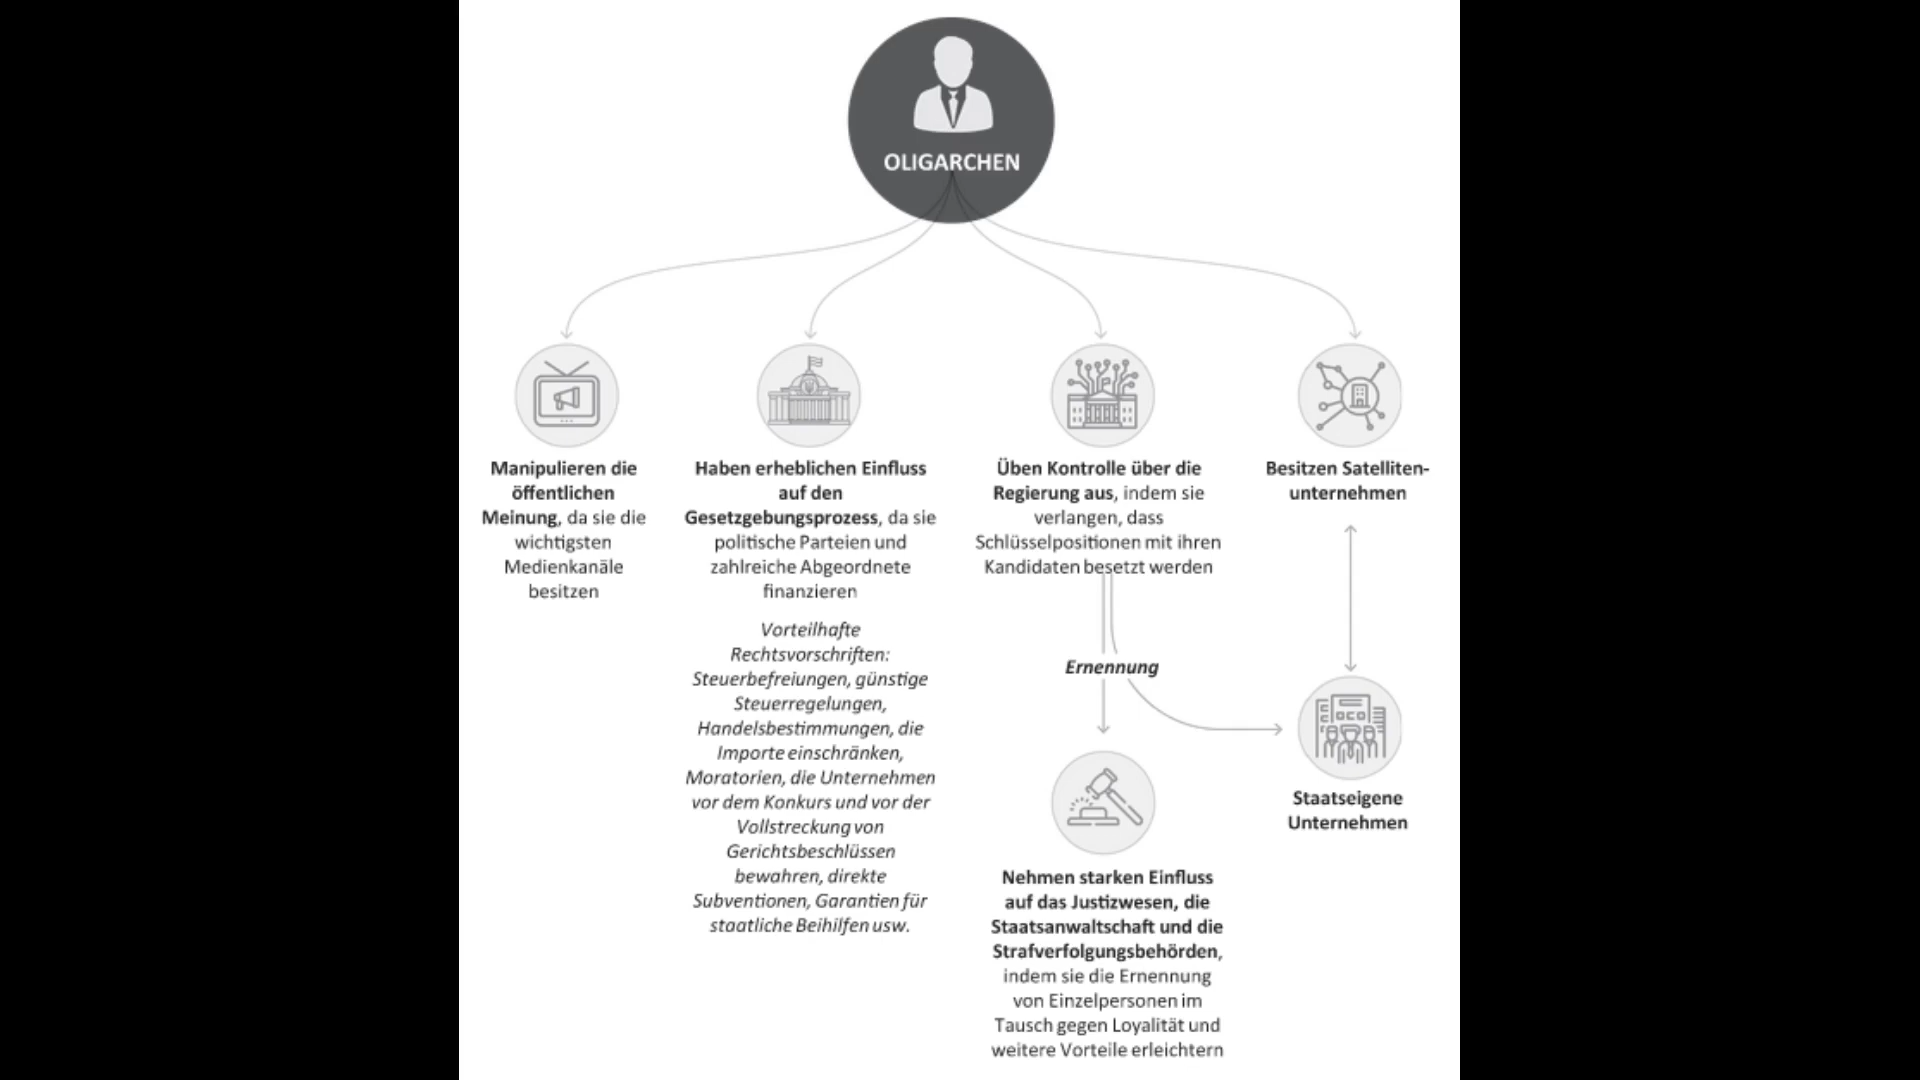 OLIGARCHEN
Manipulieren die
öffentlichen
Meinung, da sie die
wichtigsten
Medienkanäle
besitzen
Haben erheblichen Einfluss
auf den
Gesetzgebungsprozess, da sie
politische Parteien und
zahlreiche Abgeordnete
finanzieren
Vorteilhafte
Rechtsvorschriften:
Steuerbefreiungen, günstige
Steuerregelungen,
Handelsbestimmungen, die
Importe einschränken,
Moratorien, die Unternehmen
vor dem Konkurs und vor der
Vollstreckung von
Gerichtsbeschlüssen
bewahren, direkte
Subventionen, Garantien für
staatliche Beihilfen usw.
Üben Kontrolle über die
Regierung aus, indem sie
verlangen, dass
Schlüsselpositionen mit ihren
Kandidaten besetzt werden
Ernennung
Nehmen starken Einfluss
auf das Justizwesen, die
Staatsanwaltschaft und die
Strafverfolgungsbehörden,
indem sie die Ernennung
von Einzelpersonen im
Tausch gegen Loyalität und
weitere Vorteile erleichtern
Besitzen Satelliten-
unternehmen
Staatseigene
Unternehmen